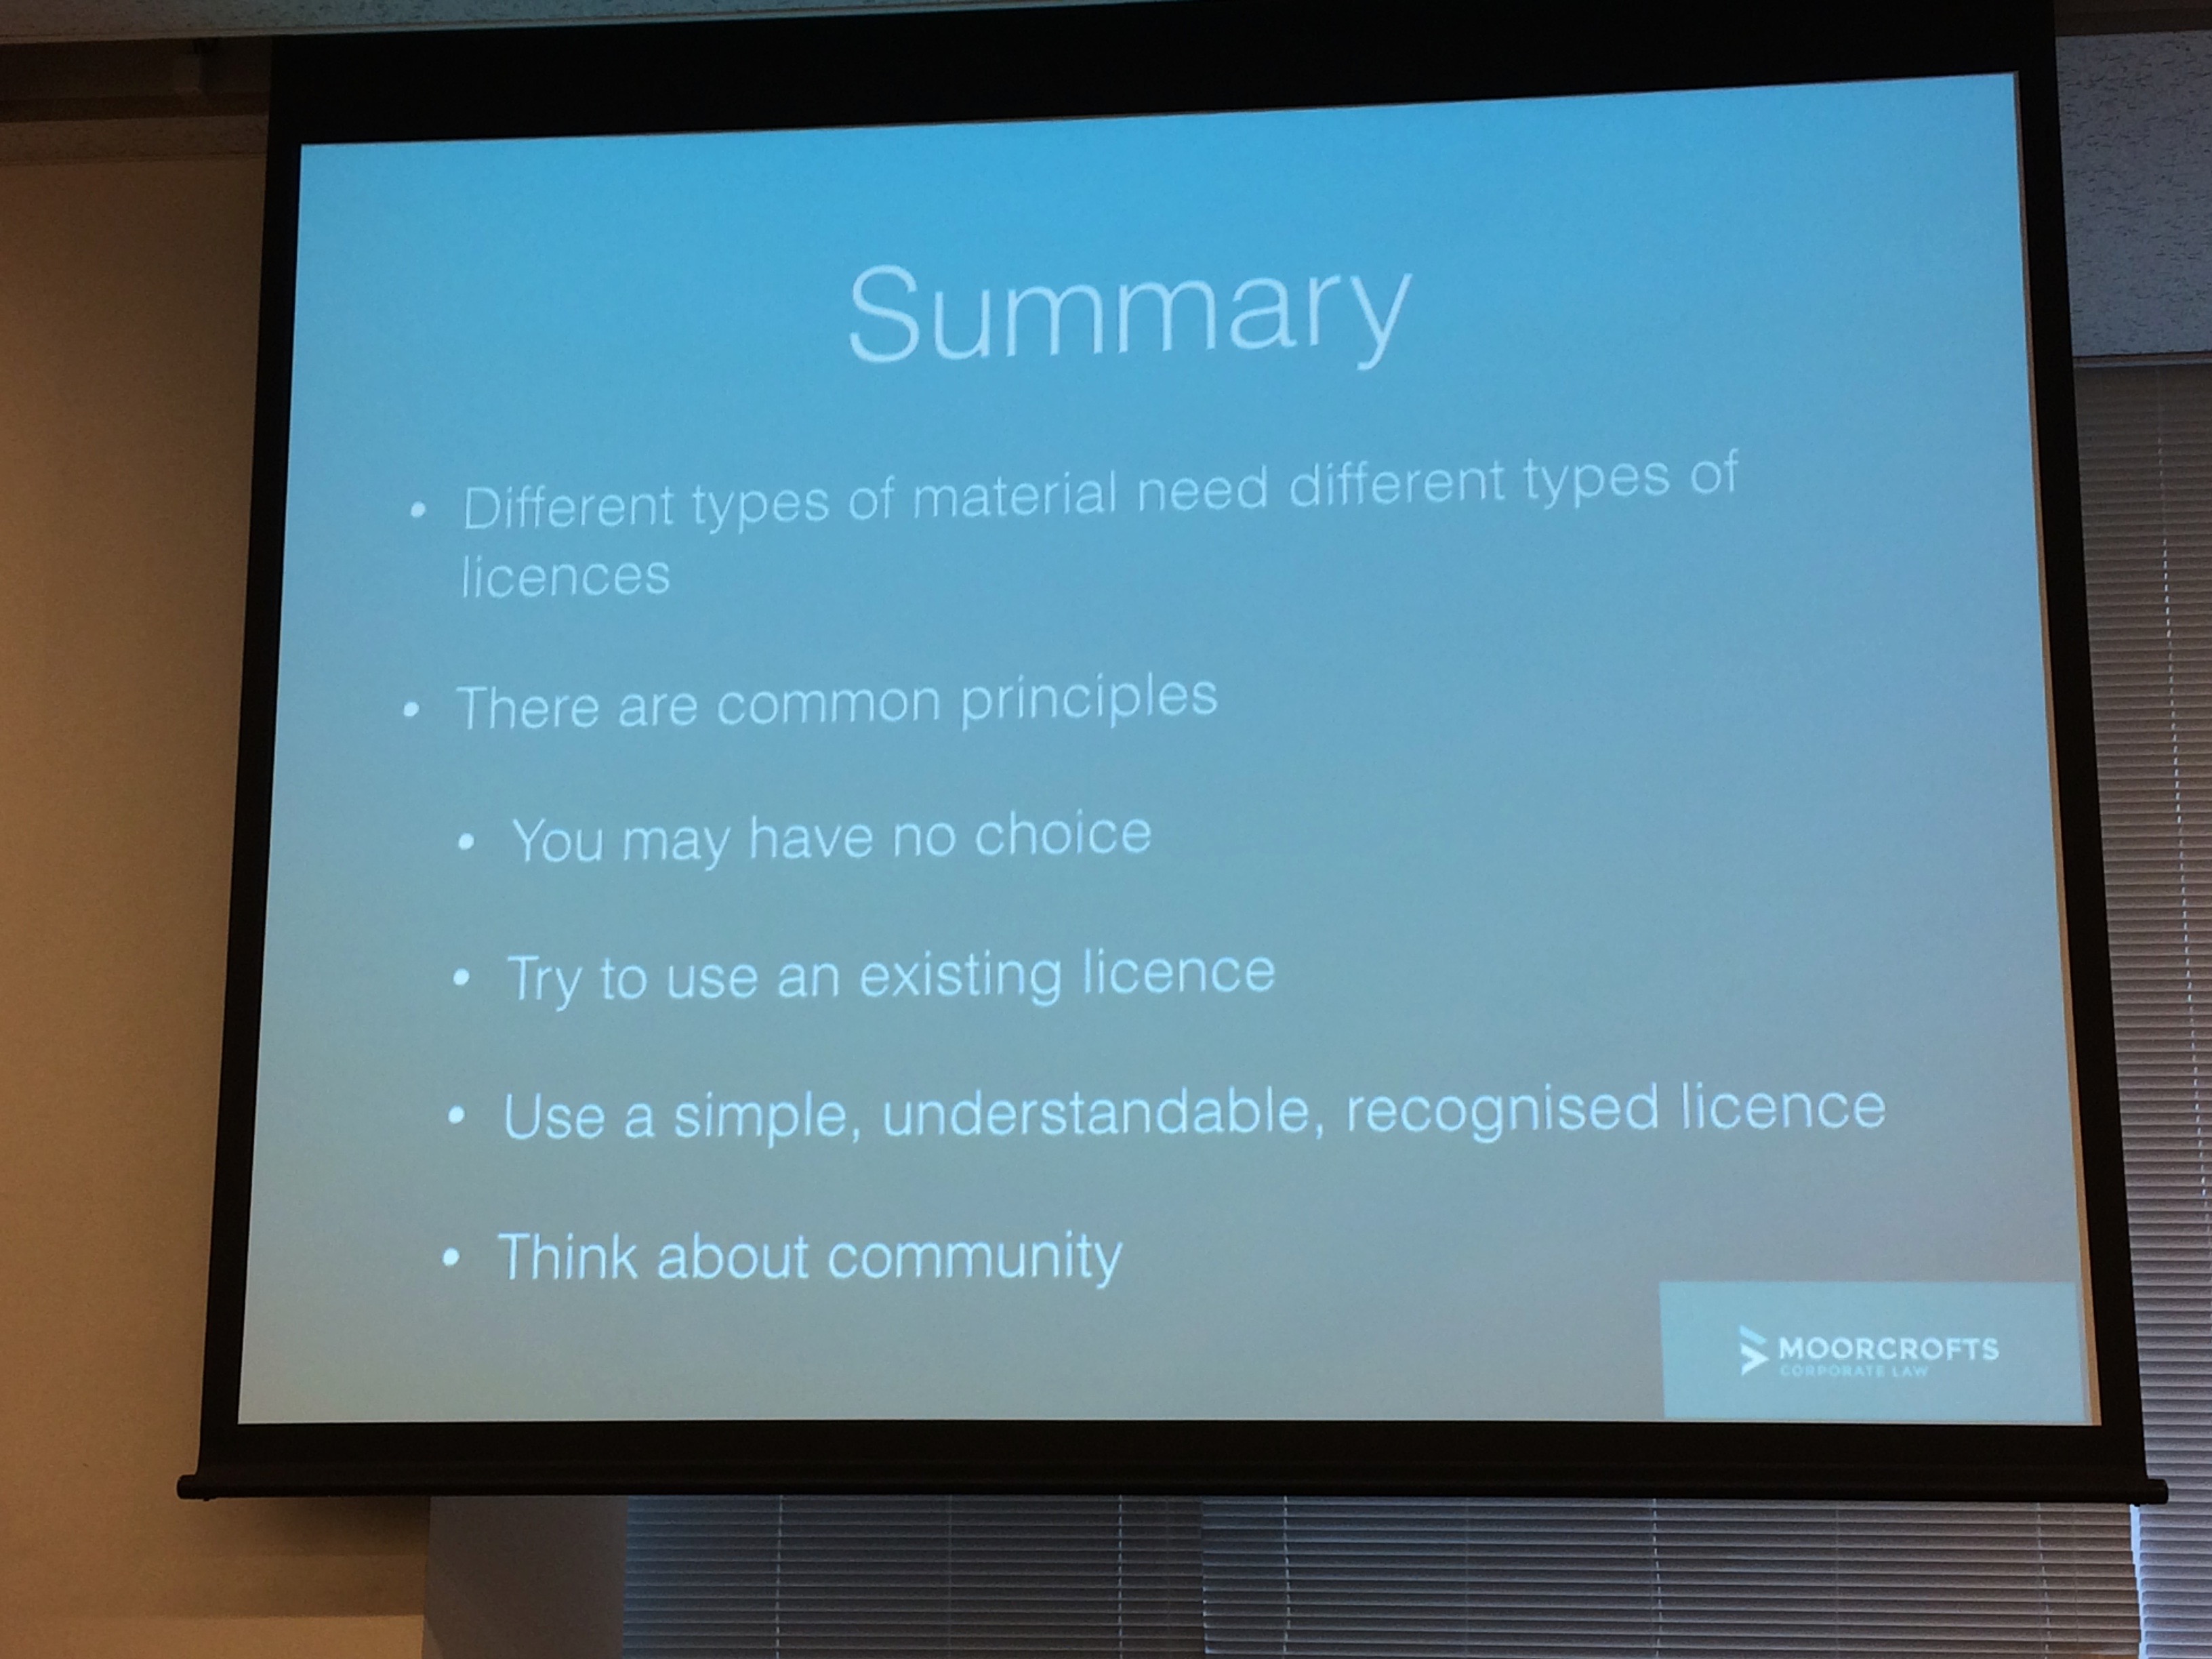 Summary
• Different types of material need different types of
licences
• There are common principles
• You may have no choice
• Try to use an existing licence
• Use a simple, understandable, recognised licence
• Think about community
MOORCROFTS
CORPORATE LAW